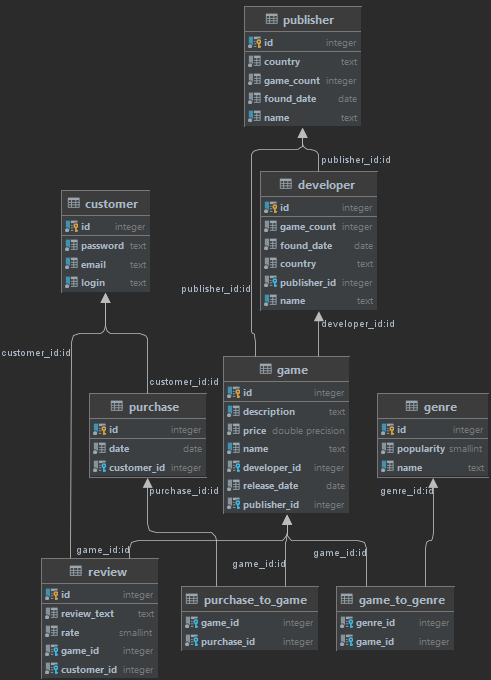 publisher
id integer
country text
game_count integer
found_date date
name text
publisher_id:id
developer
id integer
game_count integer
found_date date
country text
publisher_id integer
name text
customer
id integer
password text
email text
login text
publisher_id:id
developer_id:id
customer_id:id
customer_id:id
game
id integer
description text
price double precision
name text
developer_id integer
release_date date
publisher_id integer
purchase
id integer
date date
customer_id integer
genre
id integer
popularity smallint
name text
purchase_id:id
genre_id:id
game_id:id
game_id:id
game_id:id
review
id integer
review_text text
rate smallint
game_id integer
customer_id integer
purchase_to_game
game_id integer
purchase_id integer
game_to_genre
genre_id integer
game_id integer